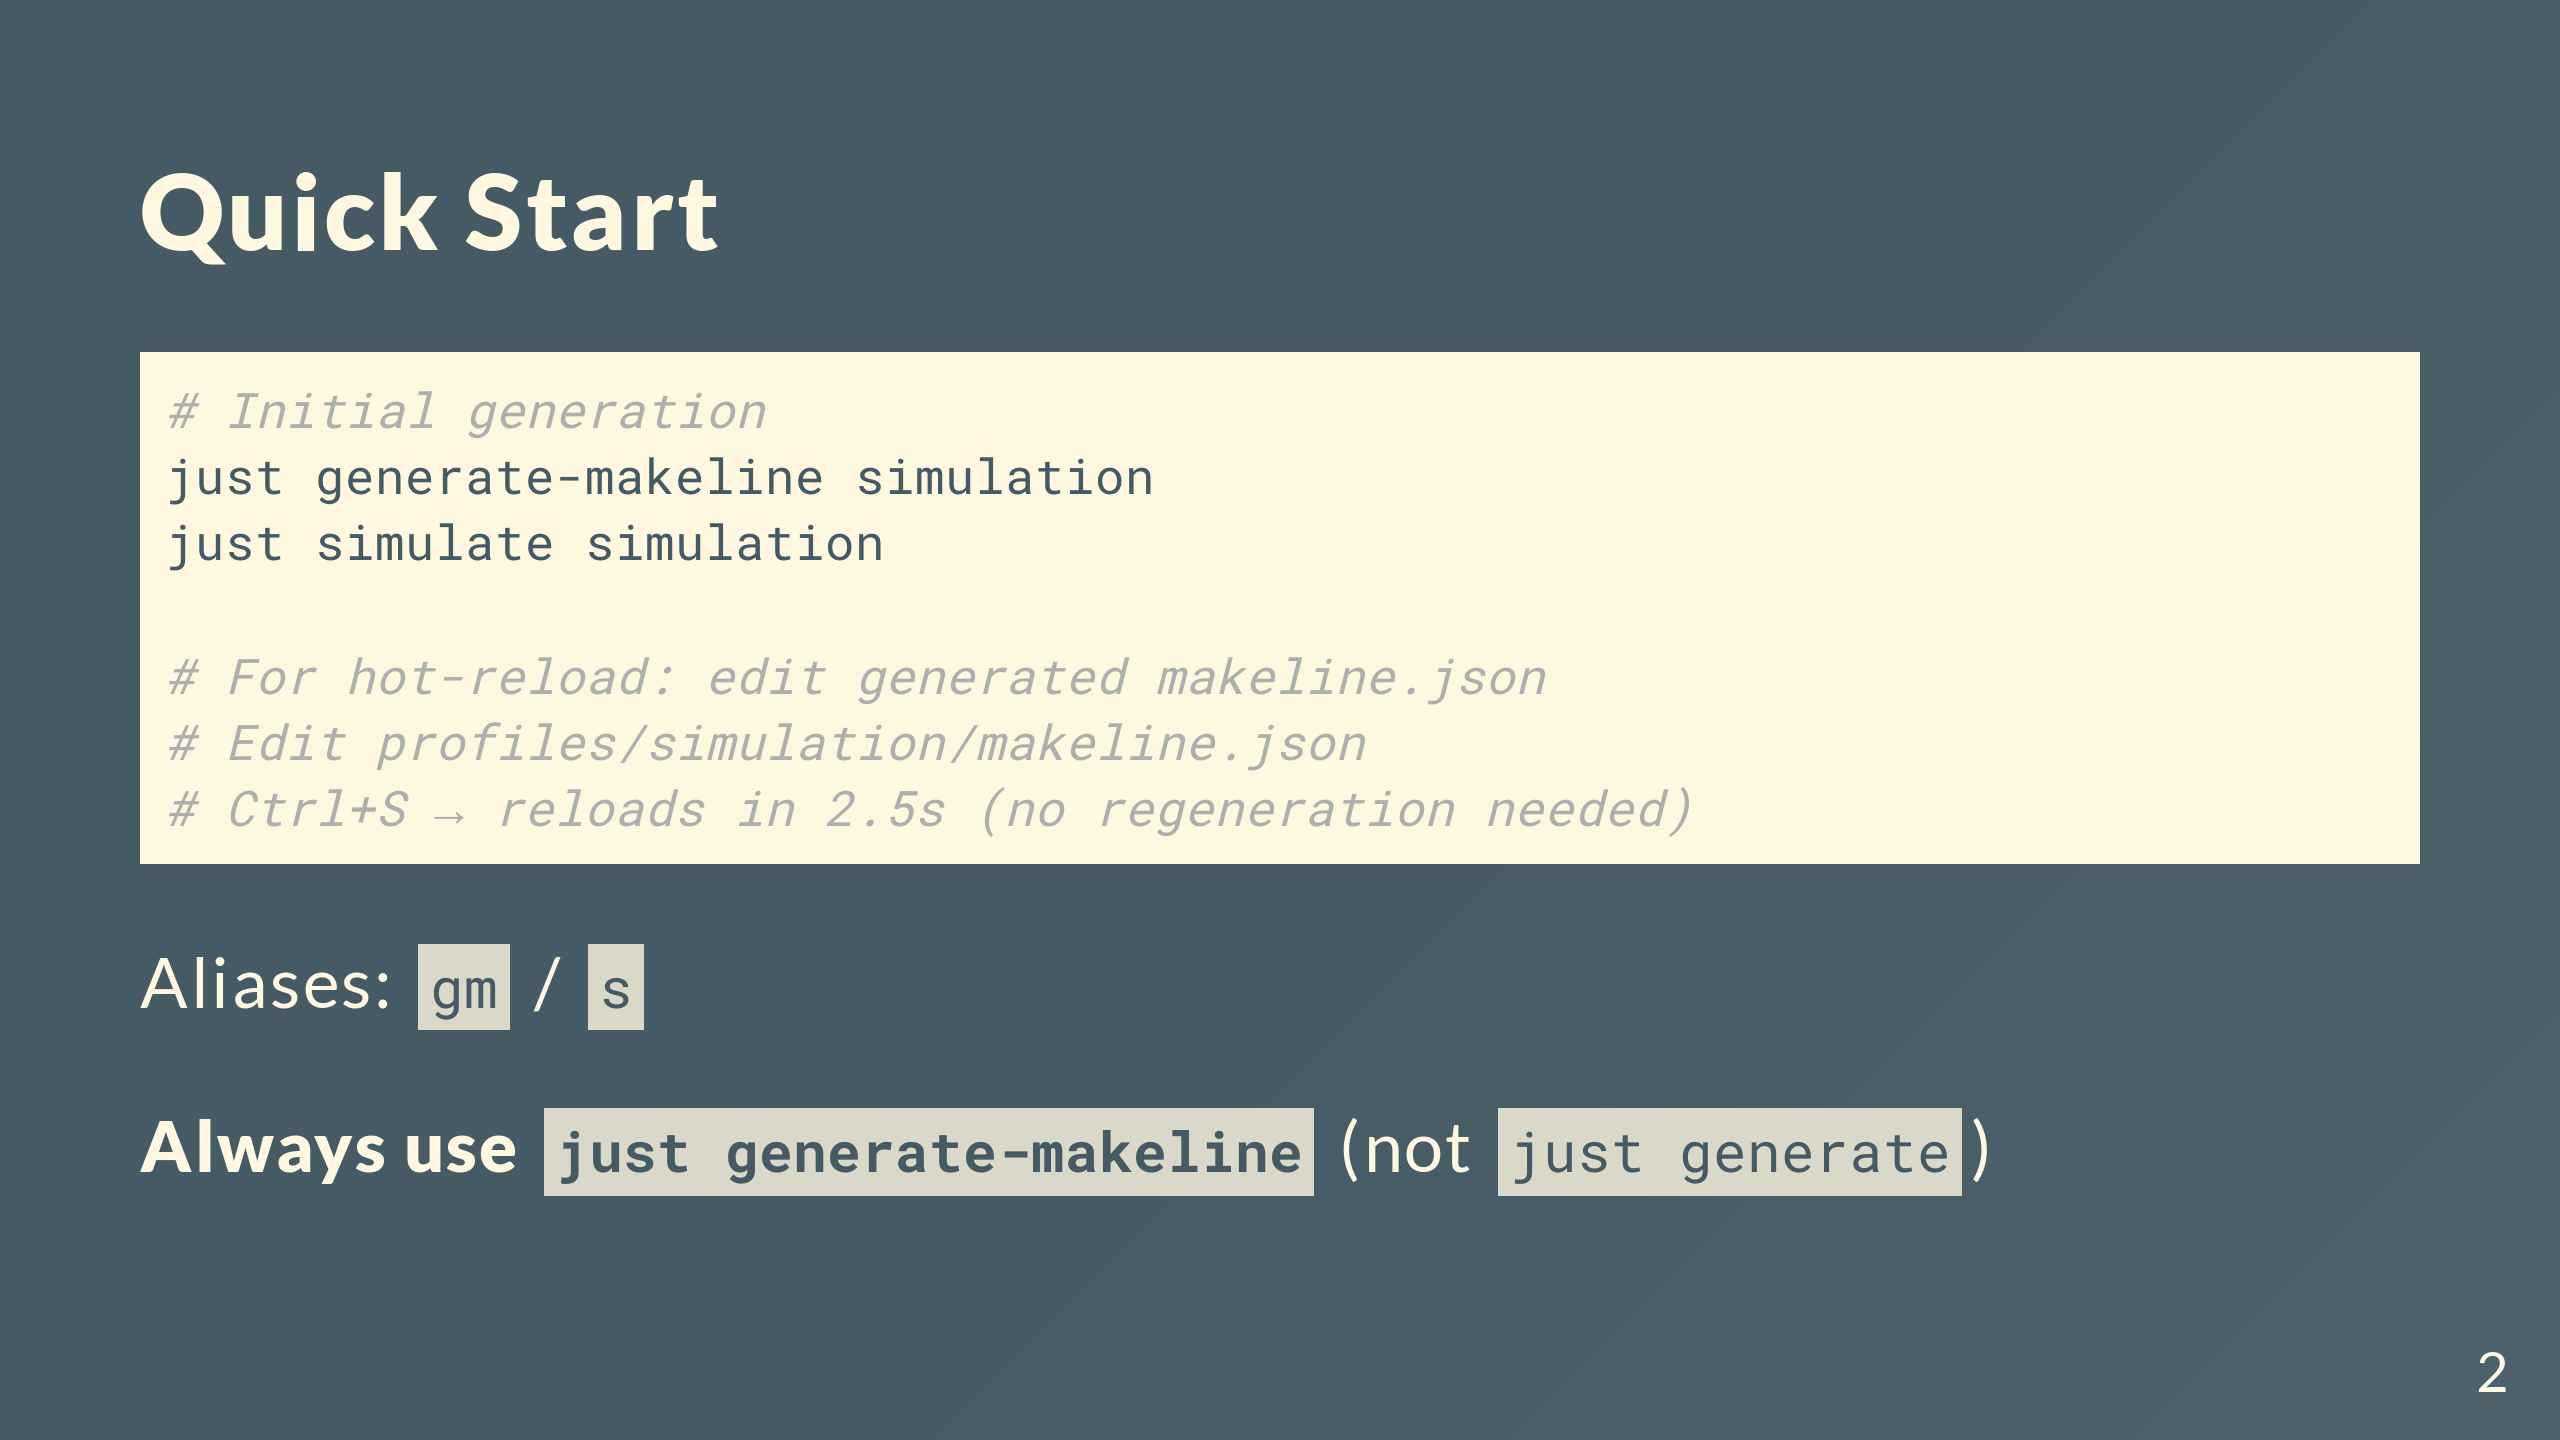 Quick Start
# Initial generation
just generate-makeline simulation
just simulate simulation
# For hot-reload: edit generated makeline.json
# Edit profiles/simulation/makeline.json
# Ctrl+S → reloads in 2.5s (no regeneration needed)
Aliases: gm / s
Always use just generate-makeline (not just generate)
2